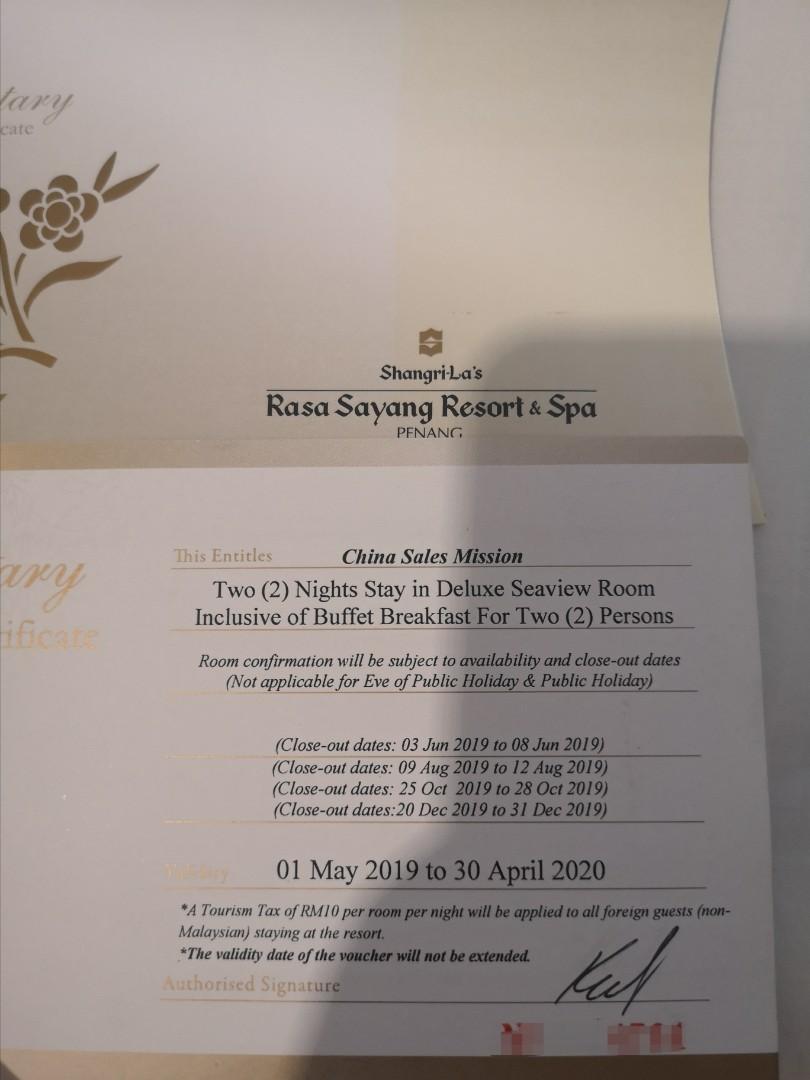 tary
cate
Shangri-La's
Rasa Sayang Resort & Spa
PENANG
ary
ificate
This Entitles China Sales Mission
Two (2) Nights Stay in Deluxe Seaview Room
Inclusive of Buffet Breakfast For Two (2) Persons
Room confirmation will be subject to availability and close-out dates
(Not applicable for Eve of Public Holiday & Public Holiday)
(Close-out dates: 03 Jun 2019 to 08 Jun 2019)
(Close-out dates: 09 Aug 2019 to 12 Aug 2019)
(Close-out dates: 25 Oct 2019 to 28 Oct 2019)
(Close-out dates:20 Dec 2019 to 31 Dec 2019)
Validity 01 May 2019 to 30 April 2020
*A Tourism Tax of RM10 per room per night will be applied to all foreign guests (non-
Malaysian) staying at the resort.
*The validity date of the voucher will not be extended.
Authorised Signature